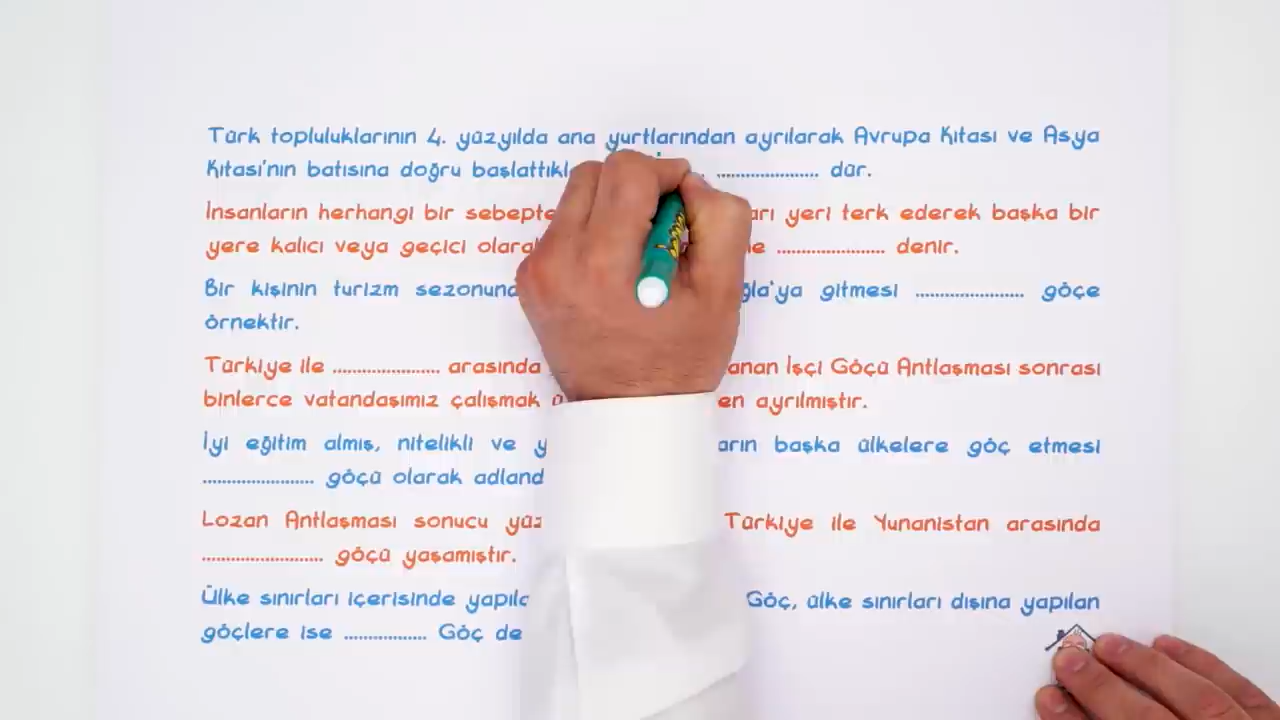 Türk topluluklarının 4. yüzyılda ana yurtlarından ayrılarak Avrupa Kıtası ve Asya
Kıtası'nın batısına doğru başlattıkl ..................... dür.
İnsanların herhangi bir sebepte arı yeri terk ederek başka bir
yere kalıcı veya geçici olara ...................... denir.
Bir kişinin turizm sezonund ğla'ya gitmesi ...................... göçe
örnektir.
Türkiye ile ...................... arasında anan İşçi Göçü Antlaşması sonrası
binlerce vatandaşımız çalışmak en ayrılmıştır.
İyi eğitim almış, nitelikli ve y arın başka ülkelere göç etmesi
....................... göçü olarak adland
Lozan Antlaşması sonucu yüz Türkiye ile Yunanistan arasında
......................... göçü yaşamıştır.
Ülke sınırları içerisinde yapıla Göç, ülke sınırları dışına yapılan
göçlere ise ................. Göç de